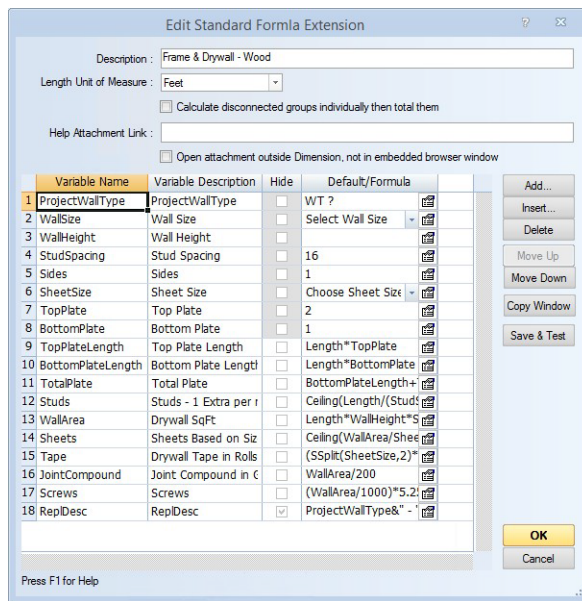 Edit Standard Formla Extension
Description : Frame & Drywall - Wood
Length Unit of Measure : Feet
Calculate disconnected groups individually then total them
Help Attachment Link :
Open attachment outside Dimension, not in embedded browser window
Variable Name Variable Description Hide Default/Formula
1 ProjectWallType ProjectWallType WT ?
2 WallSize Wall Size Select Wall Size
3 WallHeight Wall Height
4 StudSpacing Stud Spacing 16
5 Sides Sides 1
6 SheetSize Sheet Size Choose Sheet Size
7 TopPlate Top Plate 2
8 BottomPlate Bottom Plate 1
9 TopPlateLength Top Plate Length Length*TopPlate
10 BottomPlateLength Bottom Plate Length Length*BottomPlate
11 TotalPlate Total Plate BottomPlateLength+
12 Studs Studs - 1 Extra per Ceiling(Length/(StudS
13 WallArea Drywall SqFt Length*WallHeight*S
14 Sheets Sheets Based on Siz Ceiling(WallArea/Shee
15 Tape Drywall Tape in Rolls (SSplit(SheetSize,2)*
16 JointCompound Joint Compound in WallArea/200
17 Screws Screws (WallArea/1000)*5.25
18 ReplDesc ReplDesc ProjectWallType&" - "
Add...
Insert...
Delete
Move Up
Move Down
Copy Window
Save & Test
OK
Cancel
Press F1 for Help